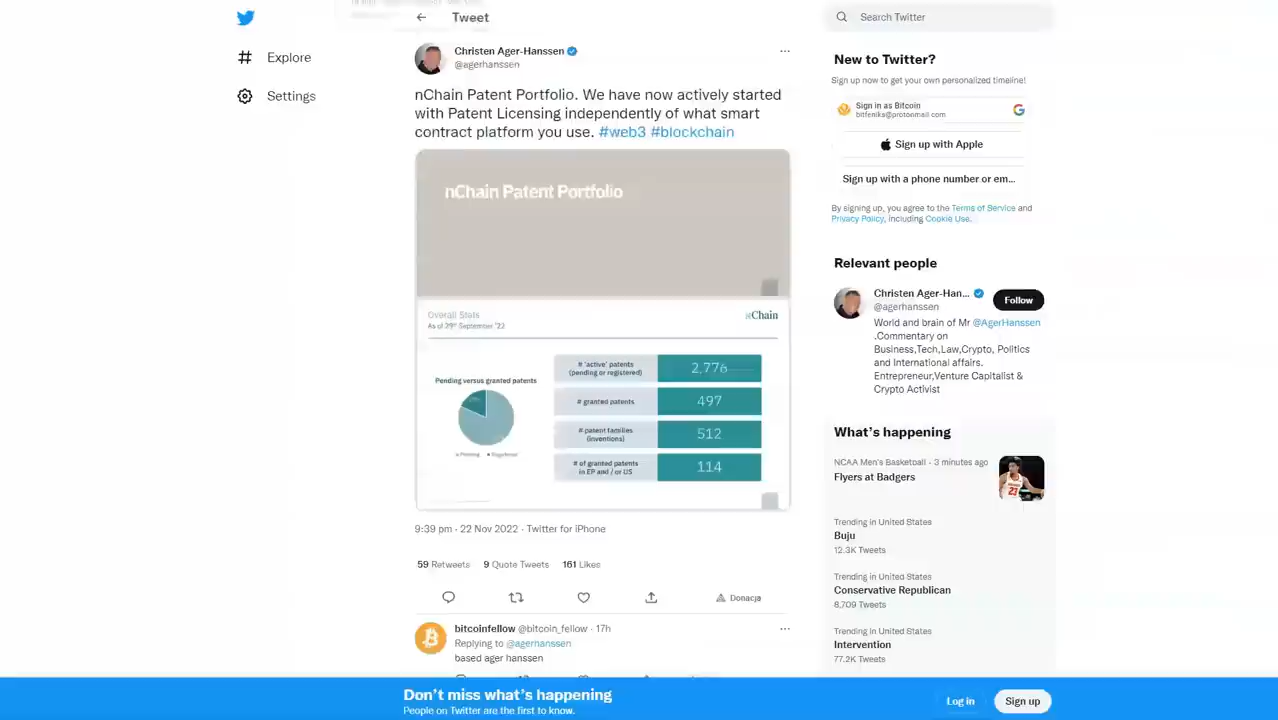 Tweet
Search Twitter
Explore
Settings
Christen Ager-Hanssen
@agerhanssen
nChain Patent Portfolio. We have now actively started
with Patent Licensing independently of what smart
contract platform you use. #web3 #blockchain
nChain Patent Portfolio
Overall Stats
As of 29th September '22
nChain
Pending versus granted patents
# 'active' patents
(pending or registered)
2,776
# granted patents
497
# patent families
(inventions)
512
# of granted patents
in EP and / or US
114
9:39 pm · 22 Nov 2022 · Twitter for iPhone
59 Retweets 9 Quote Tweets 161 Likes
Donacja
bitcoinfellow @bitcoin_fellow · 17h
Replying to @agerhanssen
based ager hanssen
New to Twitter?
Sign up now to get your own personalized timeline!
Sign in as Bitcoin
bitfenika@protonmail.com
Sign up with Apple
Sign up with a phone number or em...
By signing up, you agree to the Terms of Service and
Privacy Policy, including Cookie Use.
Relevant people
Christen Ager-Han...
@agerhanssen
Follow
World and brain of Mr @AgerHanssen
.Commentary on
Business,Tech,Law,Crypto, Politics
and International affairs.
Entrepreneur,Venture Capitalist &
Crypto Activist
What's happening
NCAA Men's Basketball · 3 minutes ago
Flyers at Badgers
23
Trending in United States
Buju
12.3K Tweets
Trending in United States
Conservative Republican
8,709 Tweets
Trending in United States
Intervention
77.2K Tweets
Don't miss what's happening
People on Twitter are the first to know.
Log in
Sign up